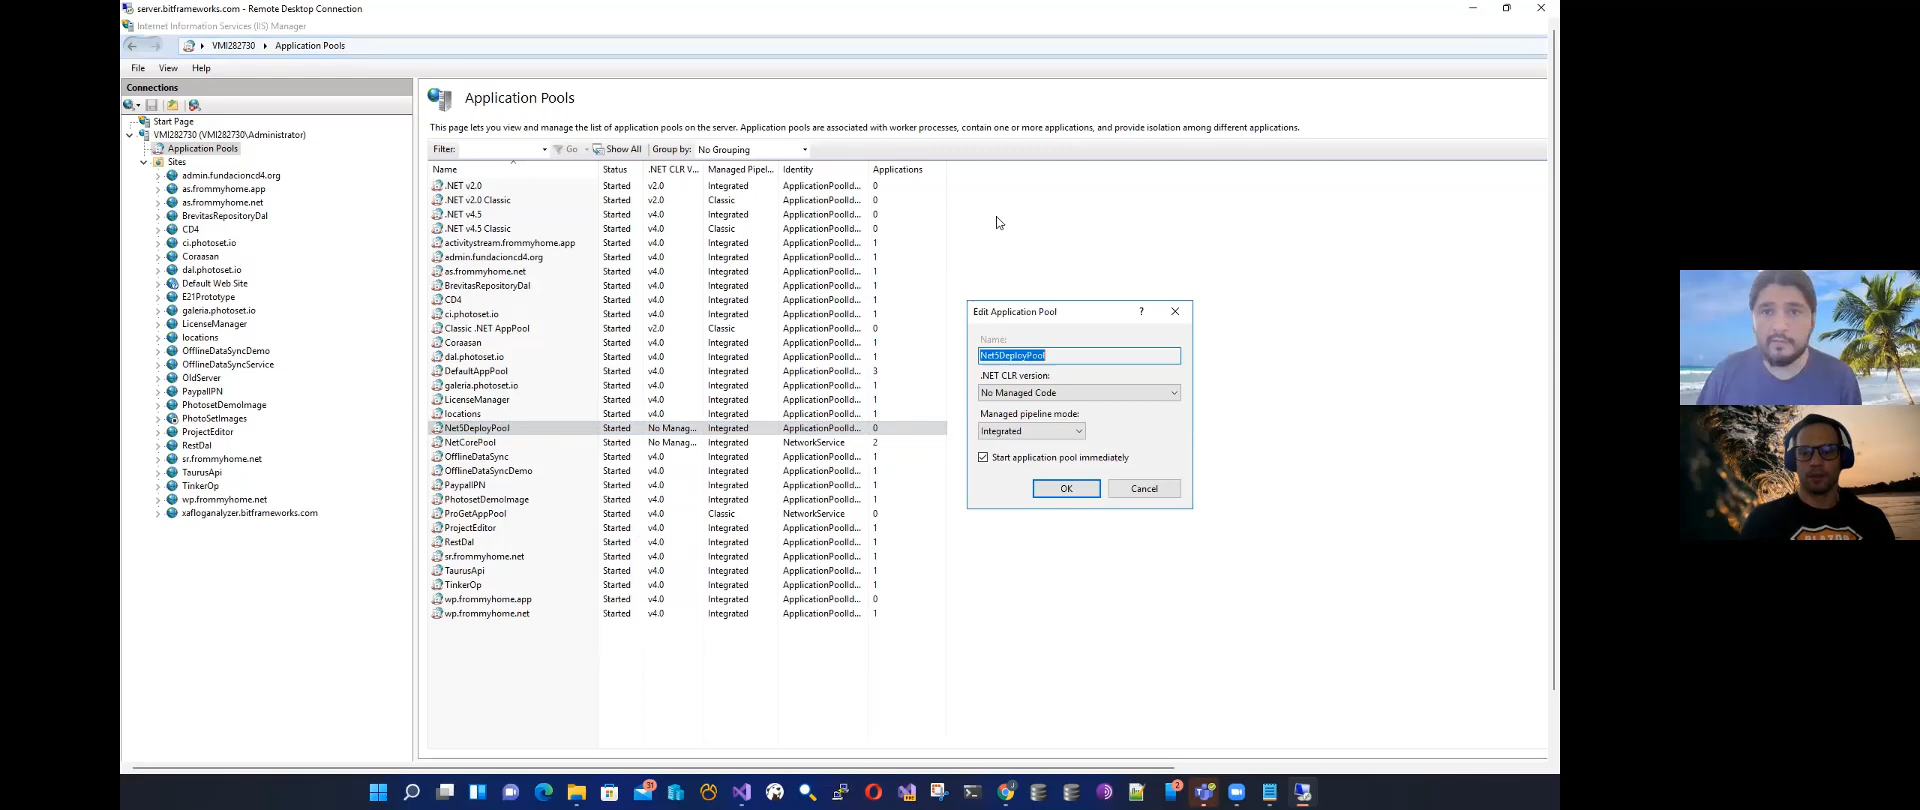 server.bitframeworks.com - Remote Desktop Connection
Internet Information Services (IIS) Manager
VMI282730 Application Pools
File View Help
Connections
Start Page
VMI282730 (VMI282730\Administrator)
Application Pools
Sites
admin.fundacioncd4.org
as.frommyhome.app
as.frommyhome.net
BrevitasRepositoryDal
CD4
ci.photoset.io
Coraasan
dal.photoset.io
Default Web Site
E21Prototype
galeria.photoset.io
LicenseManager
locations
OfflineDataSyncDemo
OfflineDataSyncService
OldServer
PaypalIPN
PhotosetDemoImage
PhotoSetImages
ProjectEditor
RestDal
sr.frommyhome.net
TaurusApi
TinkerOp
wp.frommyhome.net
xafloganalyzer.bitframeworks.com
Application Pools
This page lets you view and manage the list of application pools on the server. Application pools are associated with worker processes, contain one or more applications, and provide isolation among different applications.
Filter: Go Show All Group by: No Grouping
Name Status .NET CLR V... Managed Pipel... Identity Applications
.NET v2.0 Started v2.0 Integrated ApplicationPoolId... 0
.NET v2.0 Classic Started v2.0 Classic ApplicationPoolId... 0
.NET v4.5 Started v4.0 Integrated ApplicationPoolId... 0
.NET v4.5 Classic Started v4.0 Classic ApplicationPoolId... 0
activitystream.frommyhome.app Started v4.0 Integrated ApplicationPoolId... 1
admin.fundacioncd4.org Started v4.0 Integrated ApplicationPoolId... 1
as.frommyhome.net Started v4.0 Integrated ApplicationPoolId... 1
BrevitasRepositoryDal Started v4.0 Integrated ApplicationPoolId... 1
CD4 Started v4.0 Integrated ApplicationPoolId... 1
ci.photoset.io Started v4.0 Integrated ApplicationPoolId... 1
Classic .NET AppPool Started v2.0 Classic ApplicationPoolId... 0
Coraasan Started v4.0 Integrated ApplicationPoolId... 1
dal.photoset.io Started v4.0 Integrated ApplicationPoolId... 1
DefaultAppPool Started v4.0 Integrated ApplicationPoolId... 3
galeria.photoset.io Started v4.0 Integrated ApplicationPoolId... 1
LicenseManager Started v4.0 Integrated ApplicationPoolId... 1
locations Started v4.0 Integrated ApplicationPoolId... 1
Net5DeployPool Started No Manag... Integrated ApplicationPoolId... 0
NetCorePool Started No Manag... Integrated NetworkService 2
OfflineDataSync Started v4.0 Integrated ApplicationPoolId... 1
OfflineDataSyncDemo Started v4.0 Integrated ApplicationPoolId... 1
PaypalIPN Started v4.0 Integrated ApplicationPoolId... 1
PhotosetDemoImage Started v4.0 Integrated ApplicationPoolId... 1
ProGetAppPool Started v4.0 Classic NetworkService 0
ProjectEditor Started v4.0 Integrated ApplicationPoolId... 1
RestDal Started v4.0 Integrated ApplicationPoolId... 1
sr.frommyhome.net Started v4.0 Integrated ApplicationPoolId... 1
TaurusApi Started v4.0 Integrated ApplicationPoolId... 1
TinkerOp Started v4.0 Integrated ApplicationPoolId... 1
wp.frommyhome.app Started v4.0 Integrated ApplicationPoolId... 0
wp.frommyhome.net Started v4.0 Integrated ApplicationPoolId... 1
Edit Application Pool ?
Name:
Net5DeployPool
.NET CLR version:
No Managed Code
Managed pipeline mode:
Integrated
Start application pool immediately
OK Cancel
BLAZOR
31
2